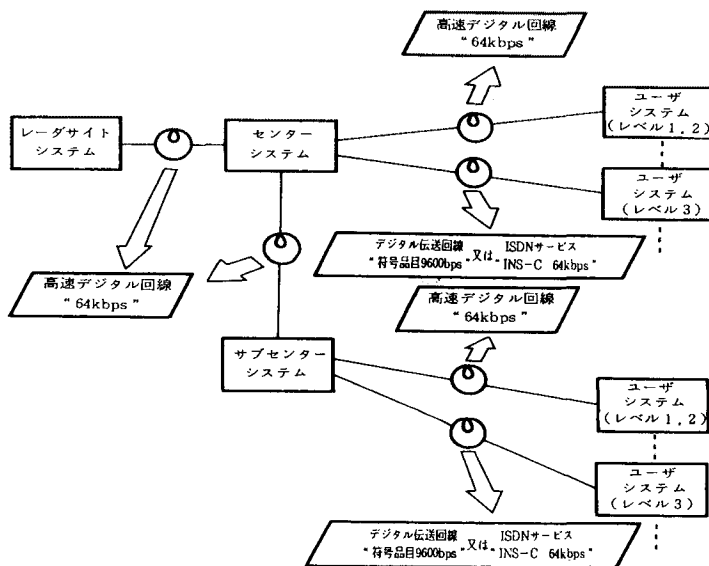 高速デジタル回線
“64kbps”
レーダサイト
システム
センター
システム
ユーザ
システム
(レベル1,2)
ユーザ
システム
(レベル3)
デジタル伝送回線 又は ISDNサービス
“符号品目9600bps” “INS-C 64kbps”
高速デジタル回線
“64kbps”
高速デジタル回線
“64kbps”
サブセンター
システム
ユーザ
システム
(レベル1,2)
ユーザ
システム
(レベル3)
デジタル伝送回線 又は ISDNサービス
“符号品目9600bps” “INS-C 64kbps”